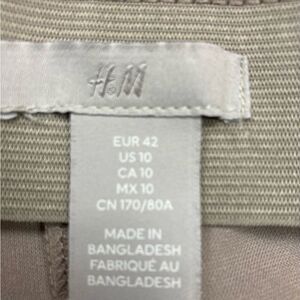 H&M
EUR 42
US 10
CA 10
MX 10
CN 170/80A
MADE IN
BANGLADESH
FABRIQUÉ AU
BANGLADESH